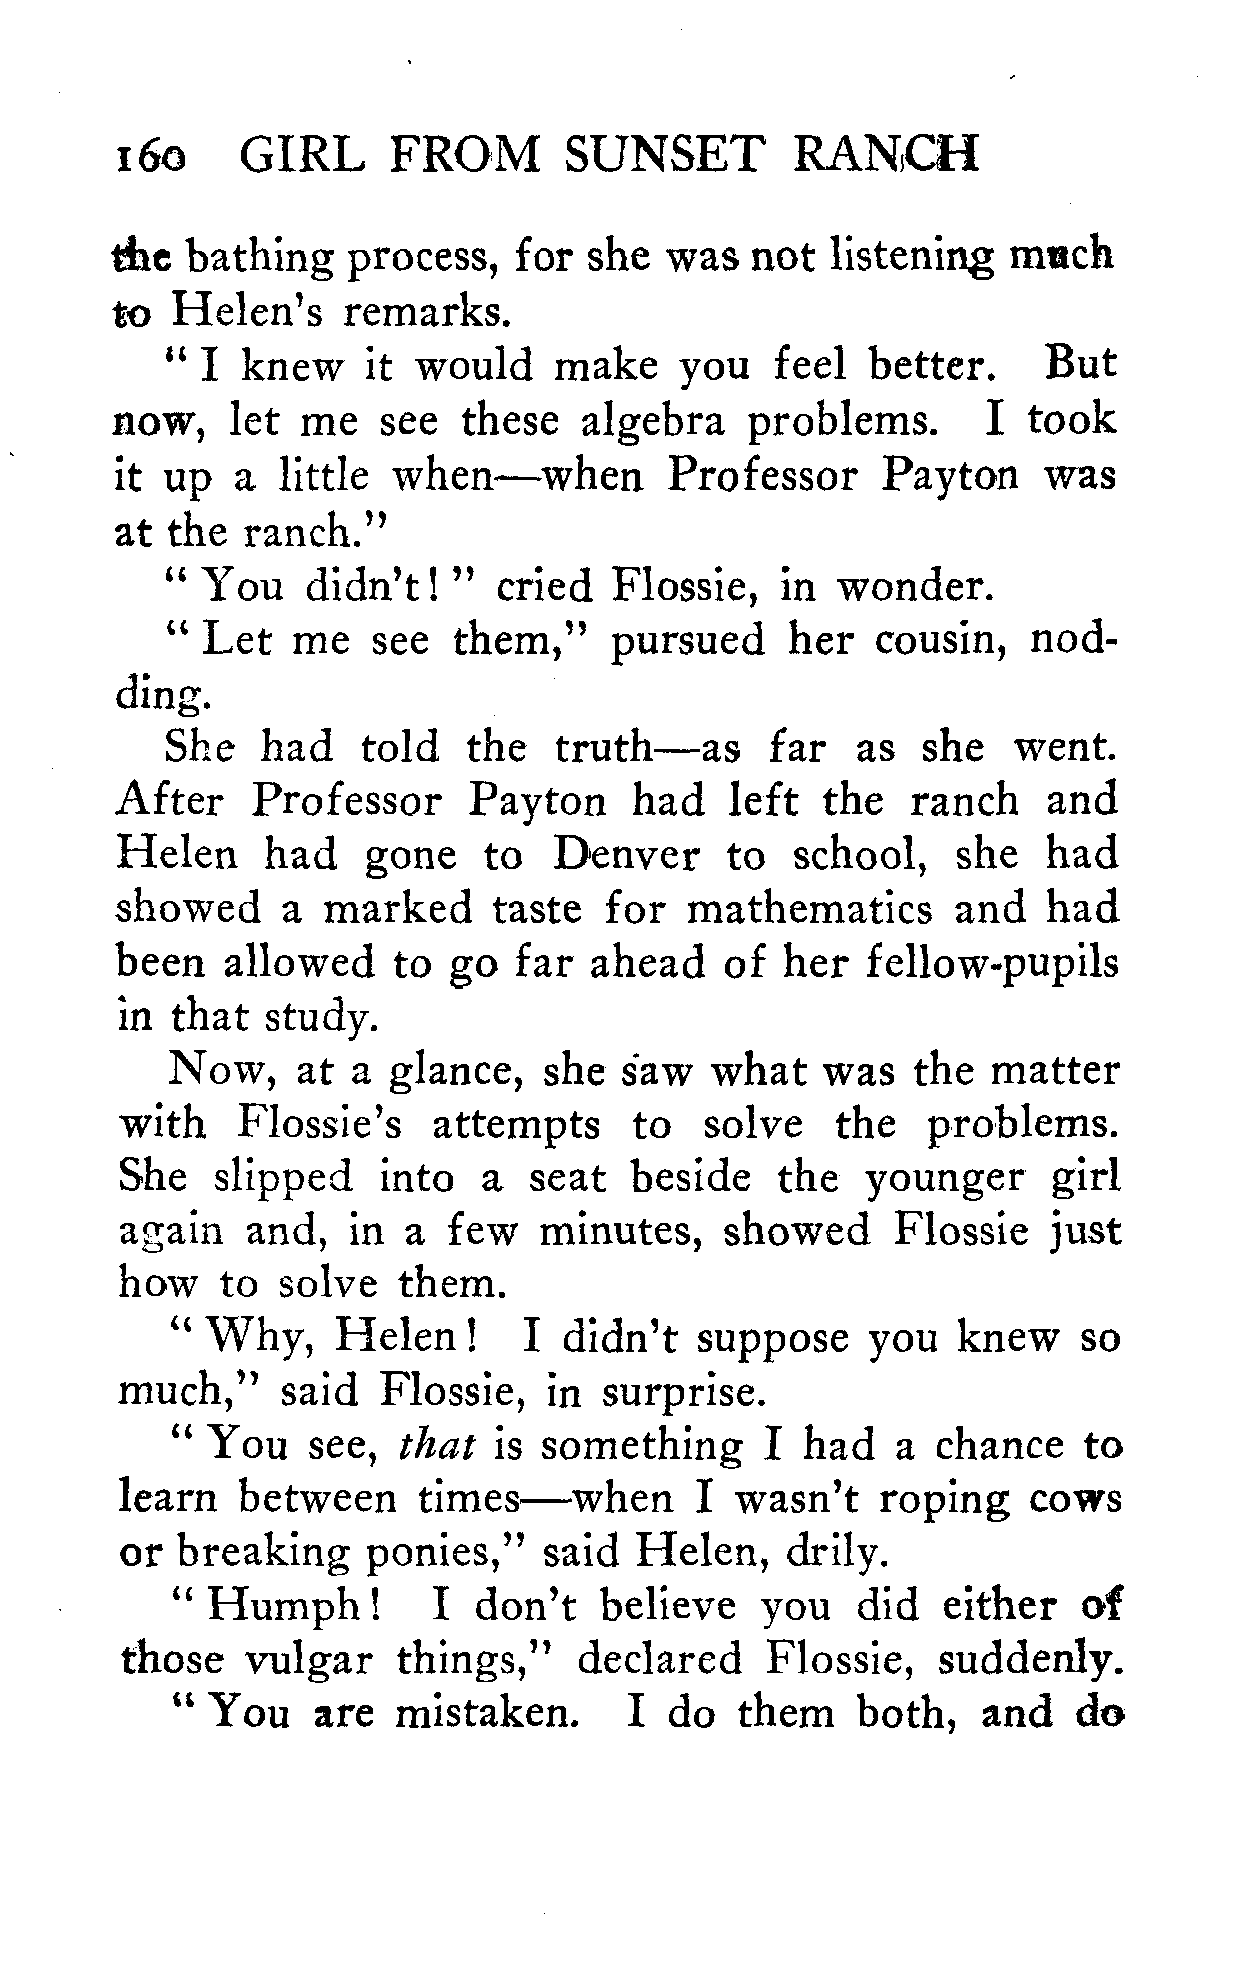 160 GIRL FROM SUNSET RANCH
the bathing process, for she was not listening much
to Helen's remarks.
" I knew it would make you feel better. But
now, let me see these algebra problems. I took
it up a little when—when Professor Payton was
at the ranch."
" You didn't! " cried Flossie, in wonder.
" Let me see them," pursued her cousin, nod-
ding.
She had told the truth—as far as she went.
After Professor Payton had left the ranch and
Helen had gone to Denver to school, she had
showed a marked taste for mathematics and had
been allowed to go far ahead of her fellow-pupils
in that study.
Now, at a glance, she saw what was the matter
with Flossie's attempts to solve the problems.
She slipped into a seat beside the younger girl
again and, in a few minutes, showed Flossie just
how to solve them.
" Why, Helen! I didn't suppose you knew so
much," said Flossie, in surprise.
" You see, that is something I had a chance to
learn between times—when I wasn't roping cows
or breaking ponies," said Helen, drily.
" Humph! I don't believe you did either of
those vulgar things," declared Flossie, suddenly.
" You are mistaken. I do them both, and do